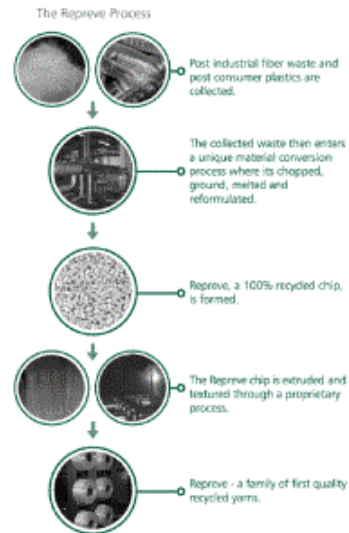 The Repreve Process
Post industrial fiber waste and
post consumer plastics are
collected.
The collected waste then enters
a unique material conversion
process where its chopped,
ground, melted and
reformulated.
Repreve, a 100% recycled chip,
is formed.
The Repreve chip is extruded and
textured through a proprietary
process.
Repreve - a family of first quality
recycled yarns.